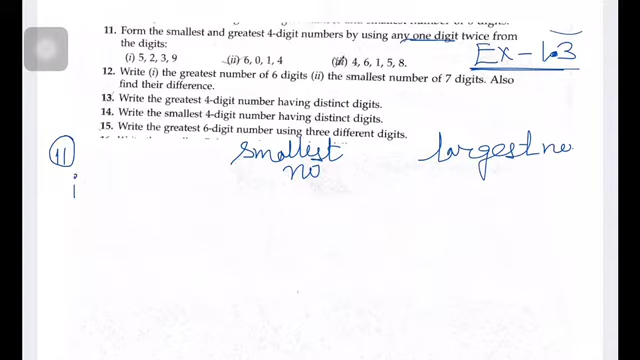 11. Form the smallest and greatest 4-digit numbers by using any one digit twice from
the digits:
(i) 5, 2, 3, 9 (ii) 6, 0, 1, 4 (iii) 4, 6, 1, 5, 8.
Ex - 1.3
12. Write (i) the greatest number of 6 digits (ii) the smallest number of 7 digits. Also
find their difference.
13. Write the greatest 4-digit number having distinct digits.
14. Write the smallest 4-digit number having distinct digits.
15. Write the greatest 6-digit number using three different digits.
11 smallest no largest no
i